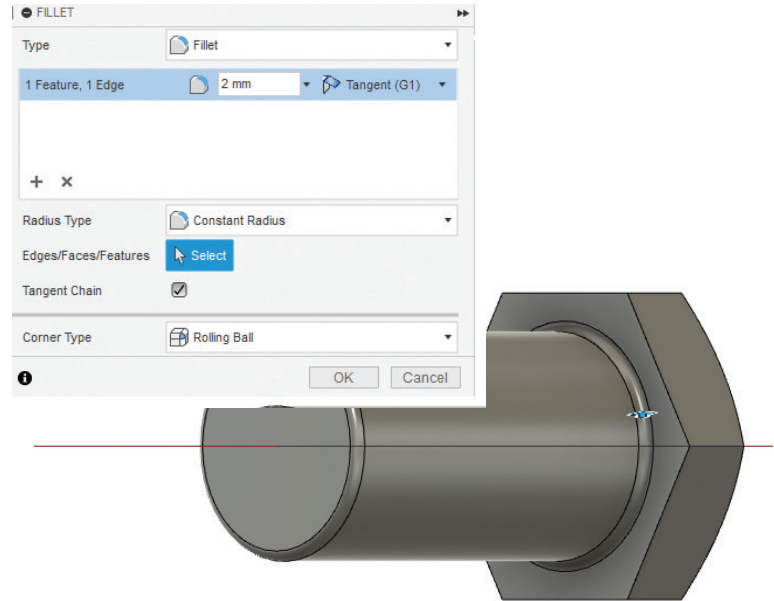 FILLET
Type Fillet
1 Feature, 1 Edge 2 mm Tangent (G1)
Radius Type Constant Radius
Edges/Faces/Features Select
Tangent Chain
Corner Type Rolling Ball
OK Cancel